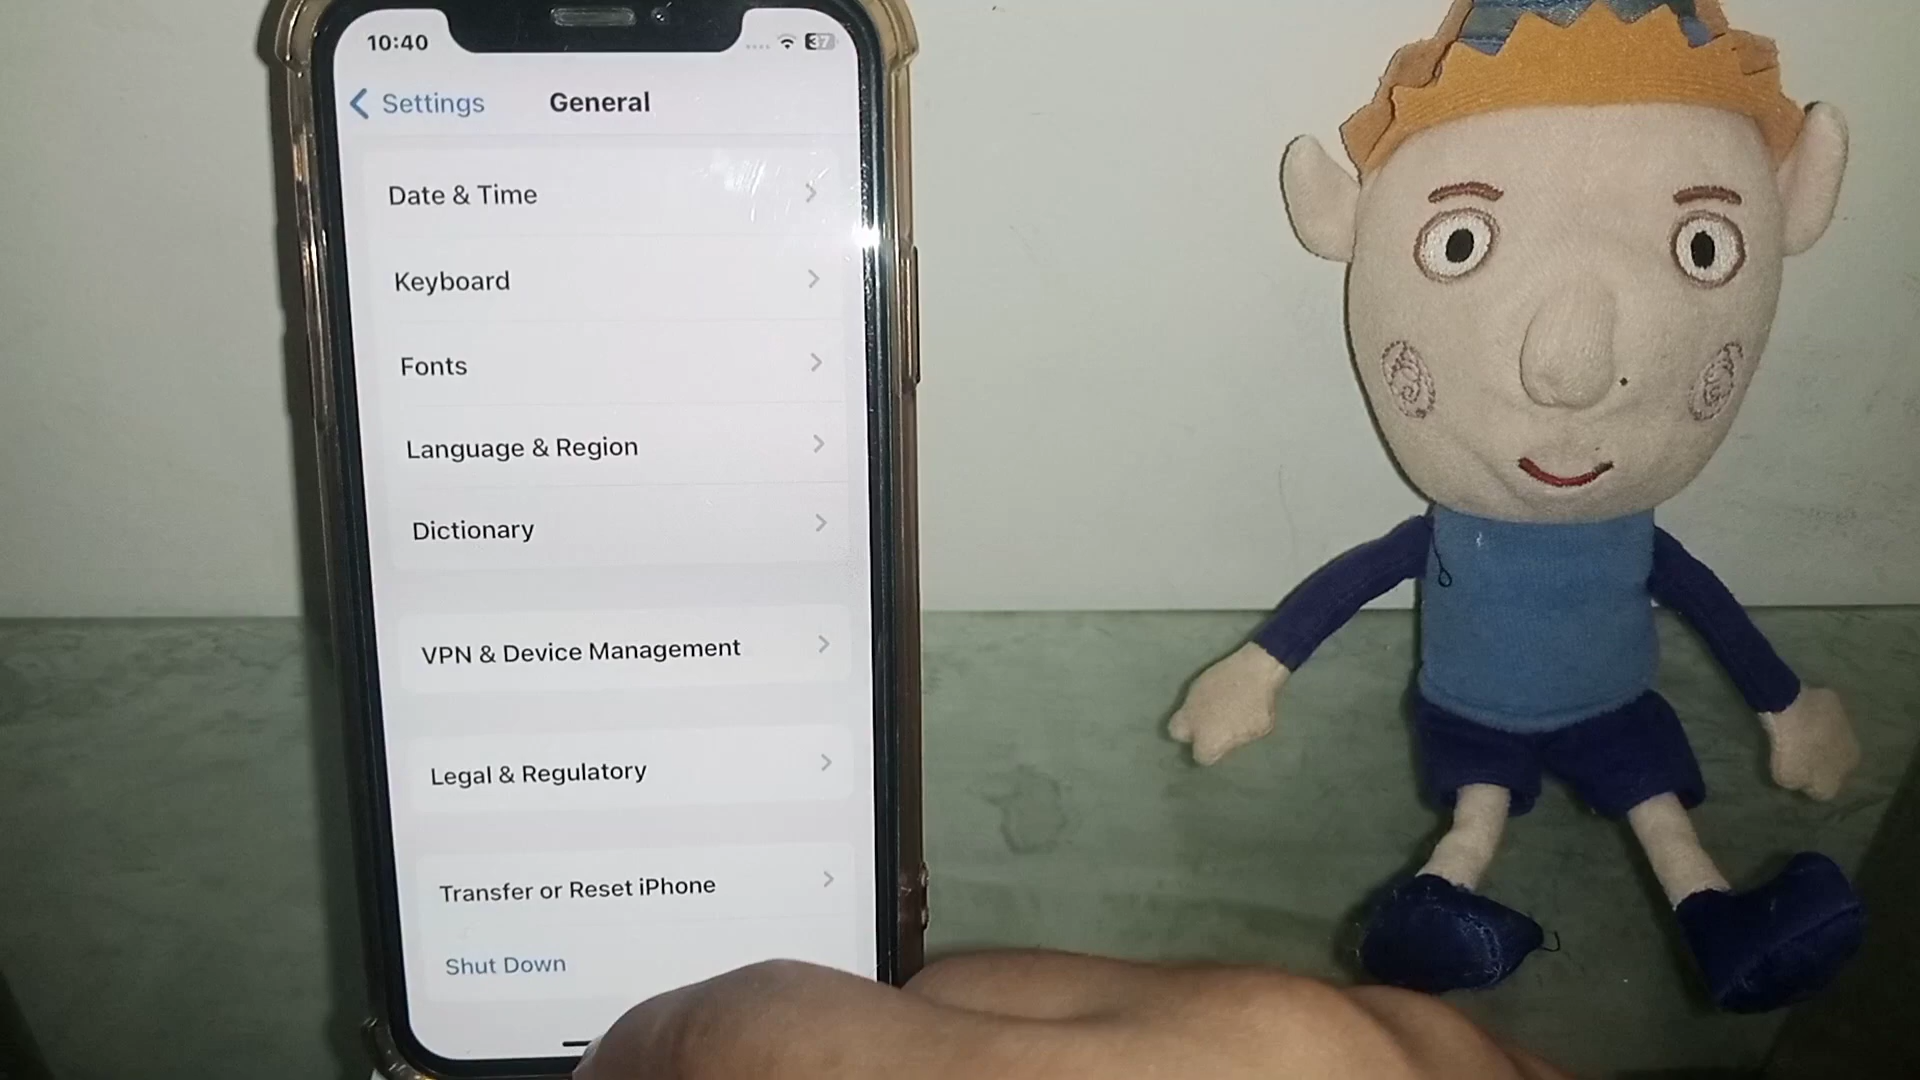 10:40
37
Settings
General
Date & Time
Keyboard
Fonts
Language & Region
Dictionary
VPN & Device Management
Legal & Regulatory
Transfer or Reset iPhone
Shut Down